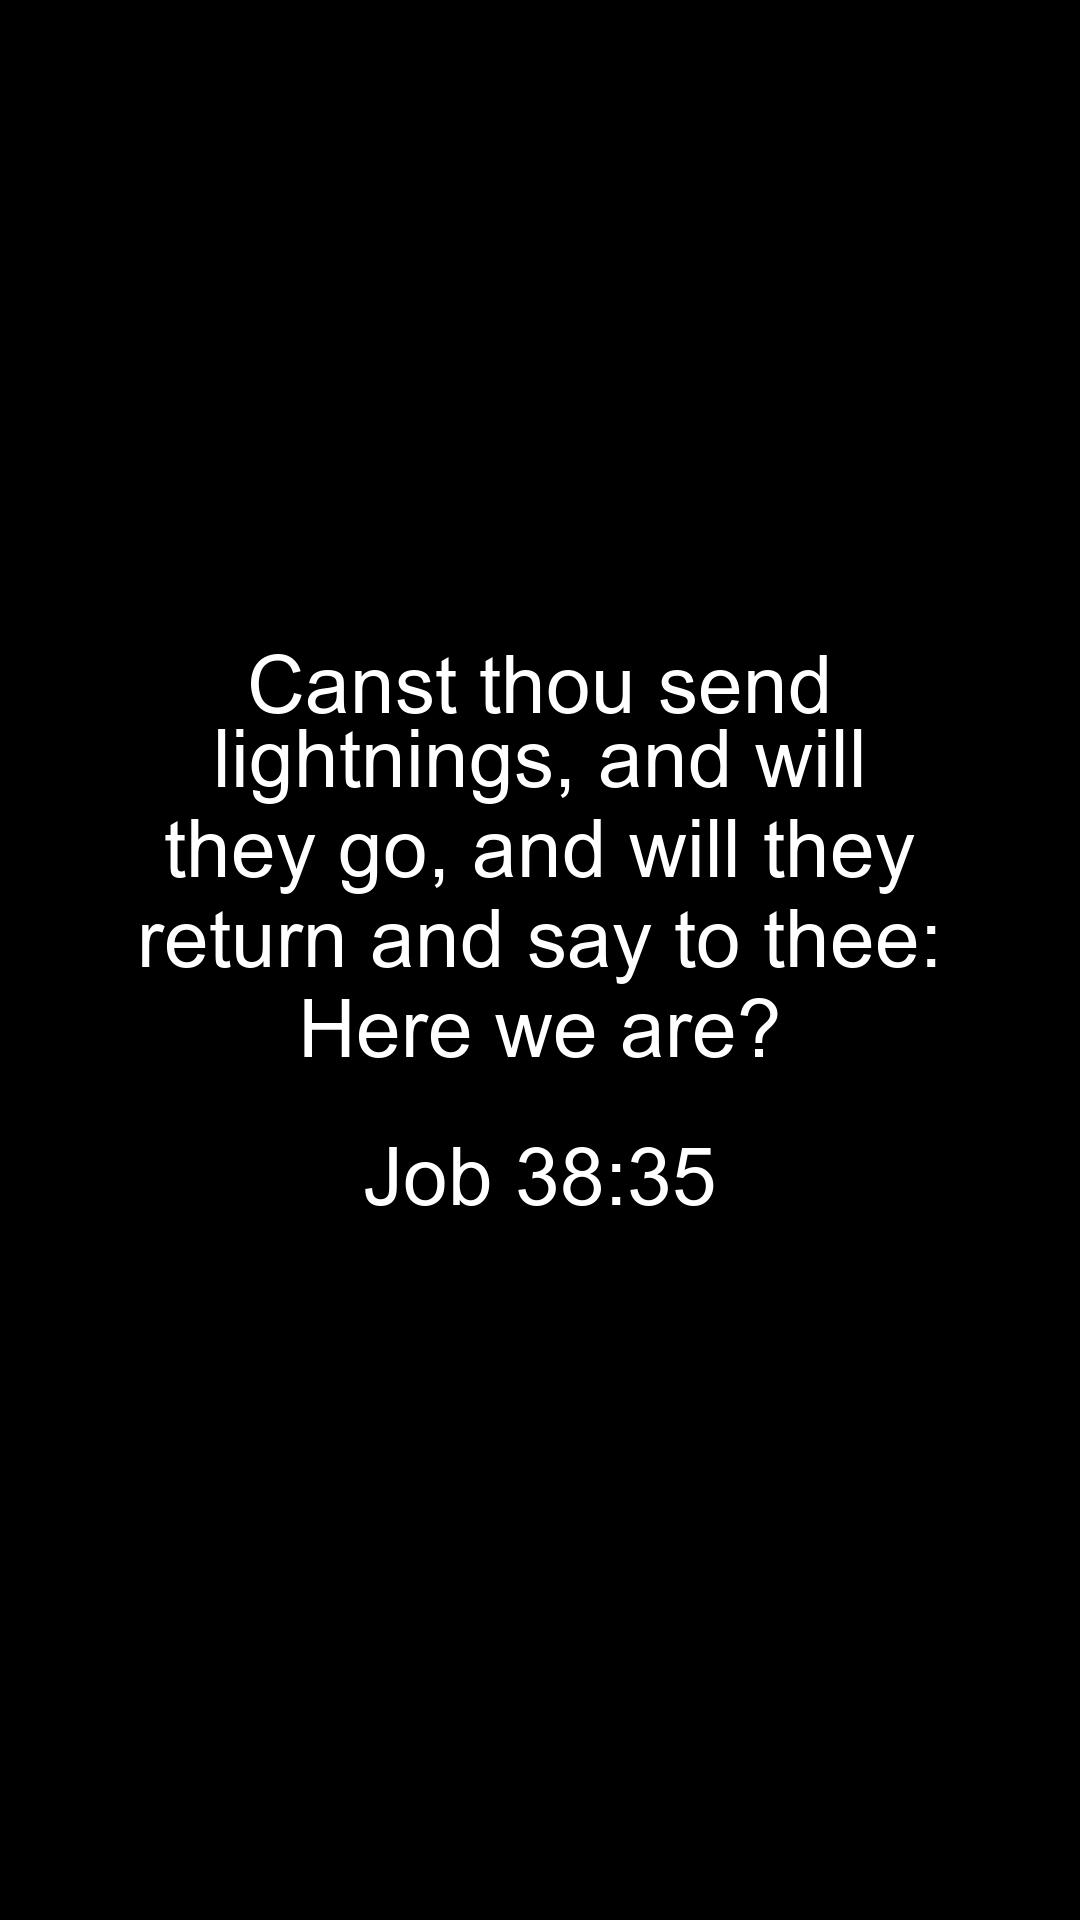 Canst thou send
lightnings, and will
they go, and will they
return and say to thee:
Here we are?
Job 38:35